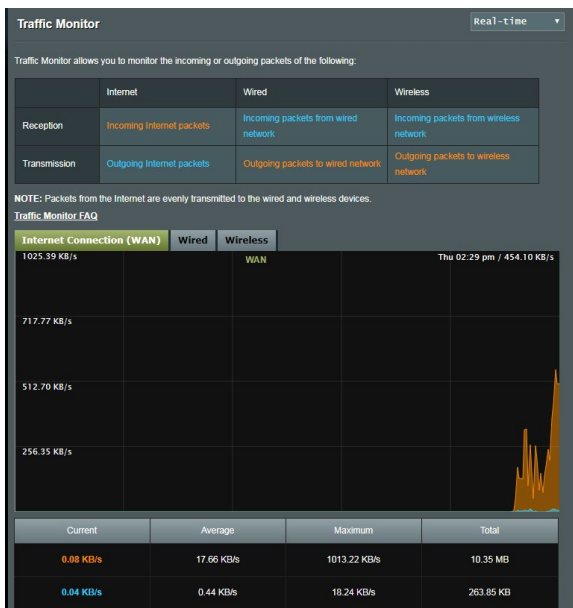 Traffic Monitor
Real-time
Traffic Monitor allows you to monitor the incoming or outgoing packets of the following:
Internet Wired Wireless
Reception Incoming Internet packets Incoming packets from wired network Incoming packets from wireless network
Transmission Outgoing Internet packets Outgoing packets to wired network Outgoing packets to wireless network
NOTE: Packets from the Internet are evenly transmitted to the wired and wireless devices.
Traffic Monitor FAQ
Internet Connection (WAN) Wired Wireless
1025.39 KB/s WAN Thu 02:29 pm / 454.10 KB/s
717.77 KB/s
512.70 KB/s
256.35 KB/s
Current Average Maximum Total
0.08 KB/s 17.66 KB/s 1013.22 KB/s 10.35 MB
0.04 KB/s 0.44 KB/s 18.24 KB/s 263.85 KB